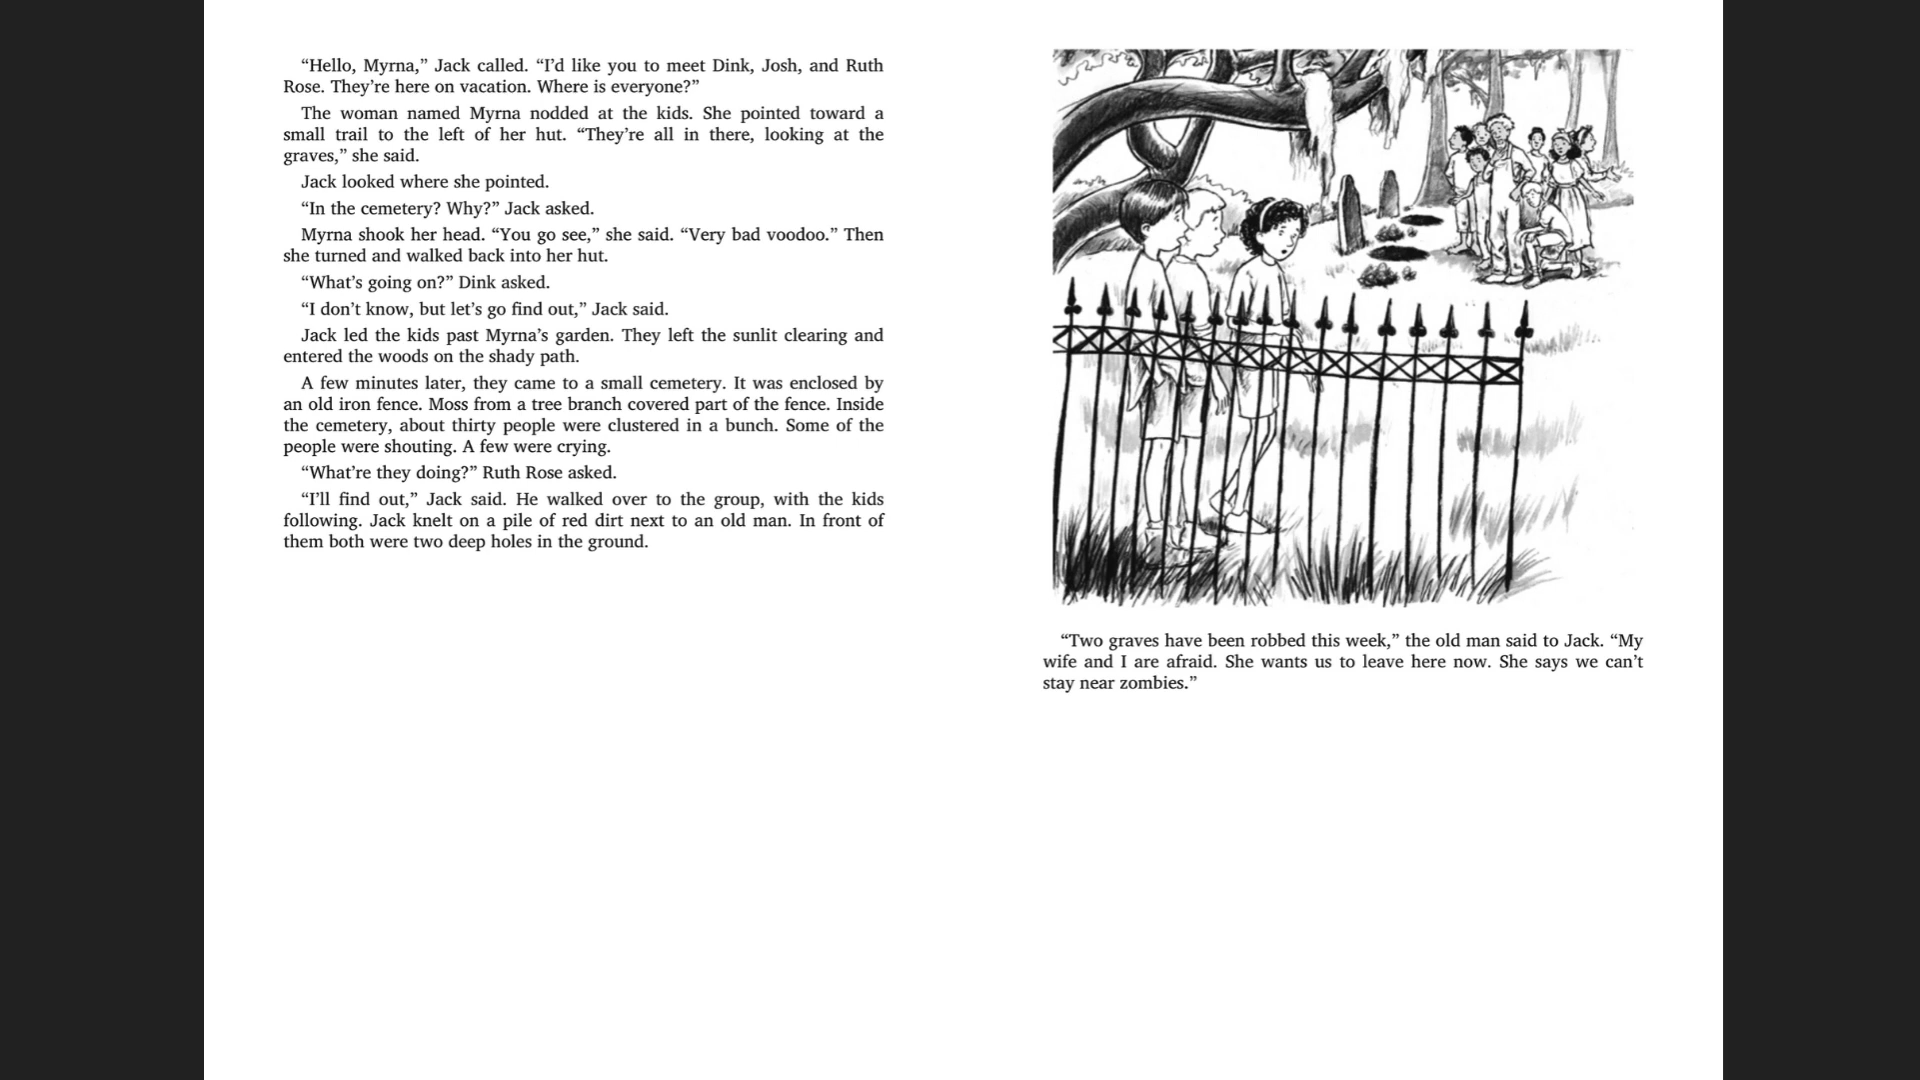 “Hello, Myrna,” Jack called. “I’d like you to meet Dink, Josh, and Ruth
Rose. They’re here on vacation. Where is everyone?”
The woman named Myrna nodded at the kids. She pointed toward a
small trail to the left of her hut. “They’re all in there, looking at the
graves,” she said.
Jack looked where she pointed.
“In the cemetery? Why?” Jack asked.
Myrna shook her head. “You go see,” she said. “Very bad voodoo.” Then
she turned and walked back into her hut.
“What’s going on?” Dink asked.
“I don’t know, but let’s go find out,” Jack said.
Jack led the kids past Myrna’s garden. They left the sunlit clearing and
entered the woods on the shady path.
A few minutes later, they came to a small cemetery. It was enclosed by
an old iron fence. Moss from a tree branch covered part of the fence. Inside
the cemetery, about thirty people were clustered in a bunch. Some of the
people were shouting. A few were crying.
“What’re they doing?” Ruth Rose asked.
“I’ll find out,” Jack said. He walked over to the group, with the kids
following. Jack knelt on a pile of red dirt next to an old man. In front of
them both were two deep holes in the ground.
“Two graves have been robbed this week,” the old man said to Jack. “My
wife and I are afraid. She wants us to leave here now. She says we can’t
stay near zombies.”